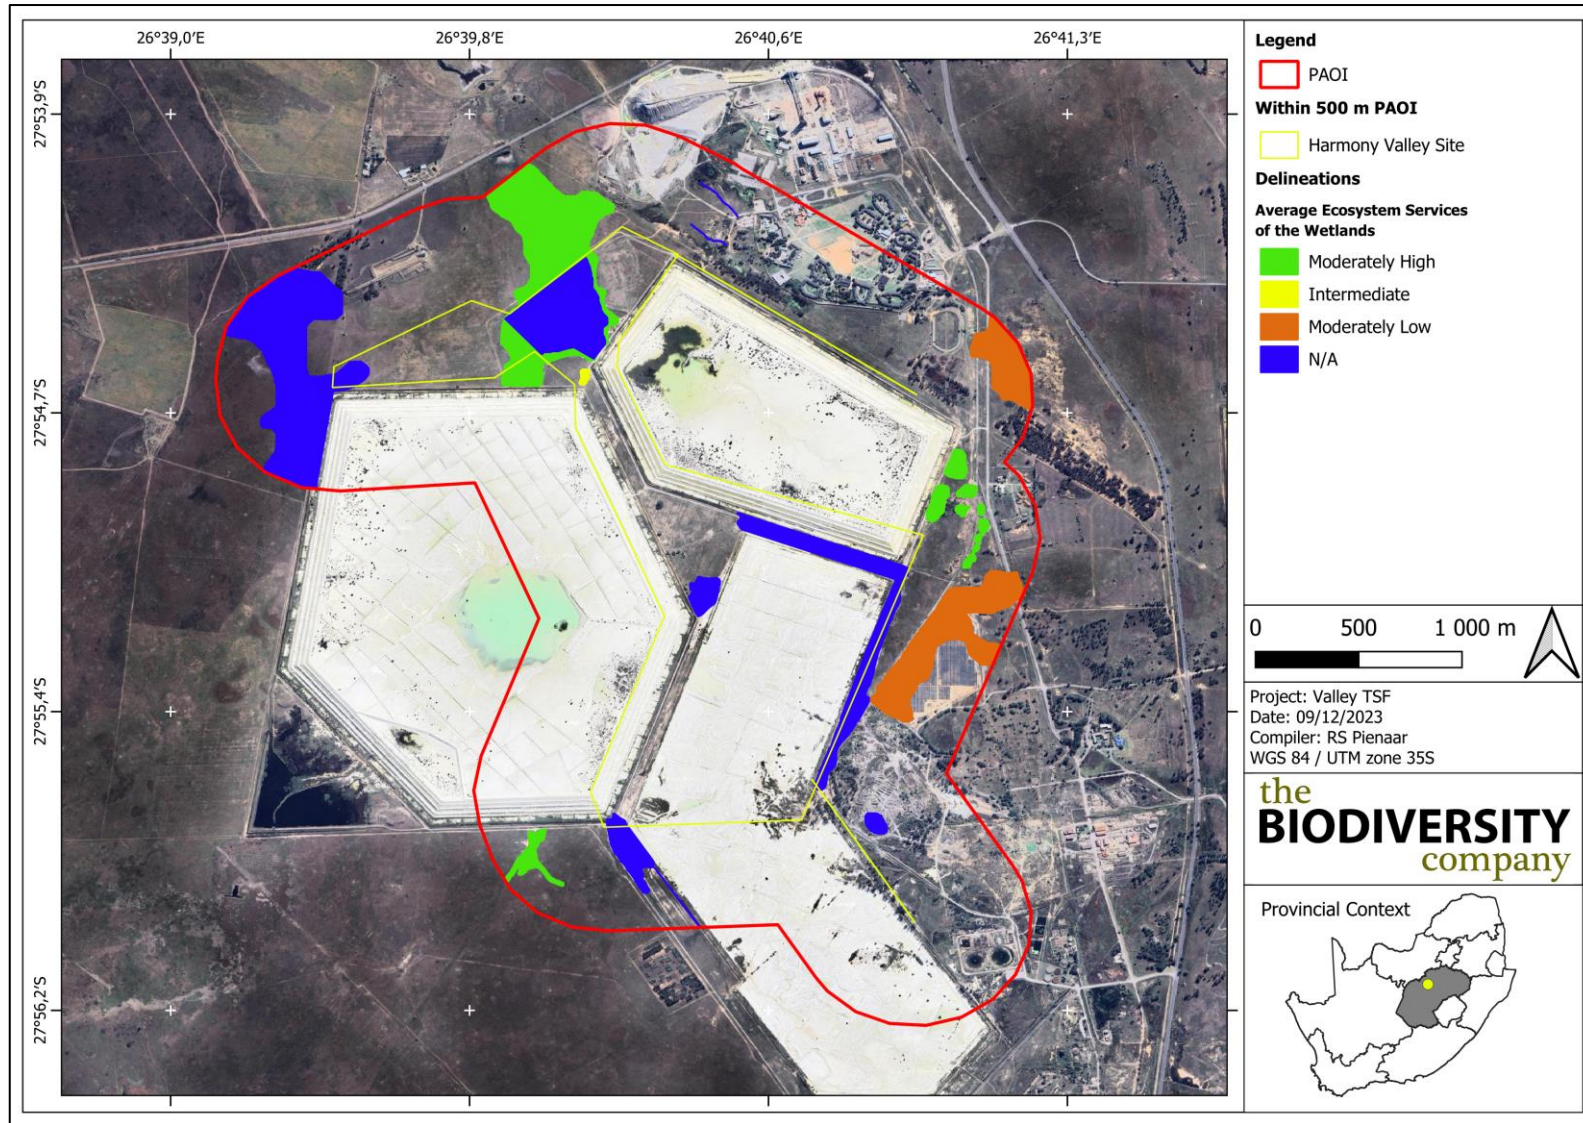 26°39,0'E
26°39,8'E
26°40,6'E
26°41,3'E
27°53,9'S
27°54,7'S
27°55,4'S
27°56,2'S
Legend
PAOI
Within 500 m PAOI
Harmony Valley Site
Delineations
Average Ecosystem Services
of the Wetlands
Moderately High
Intermediate
Moderately Low
N/A
0 500 1 000 m
Project: Valley TSF
Date: 09/12/2023
Compiler: RS Pienaar
WGS 84 / UTM zone 35S
the
BIODIVERSITY
company
Provincial Context